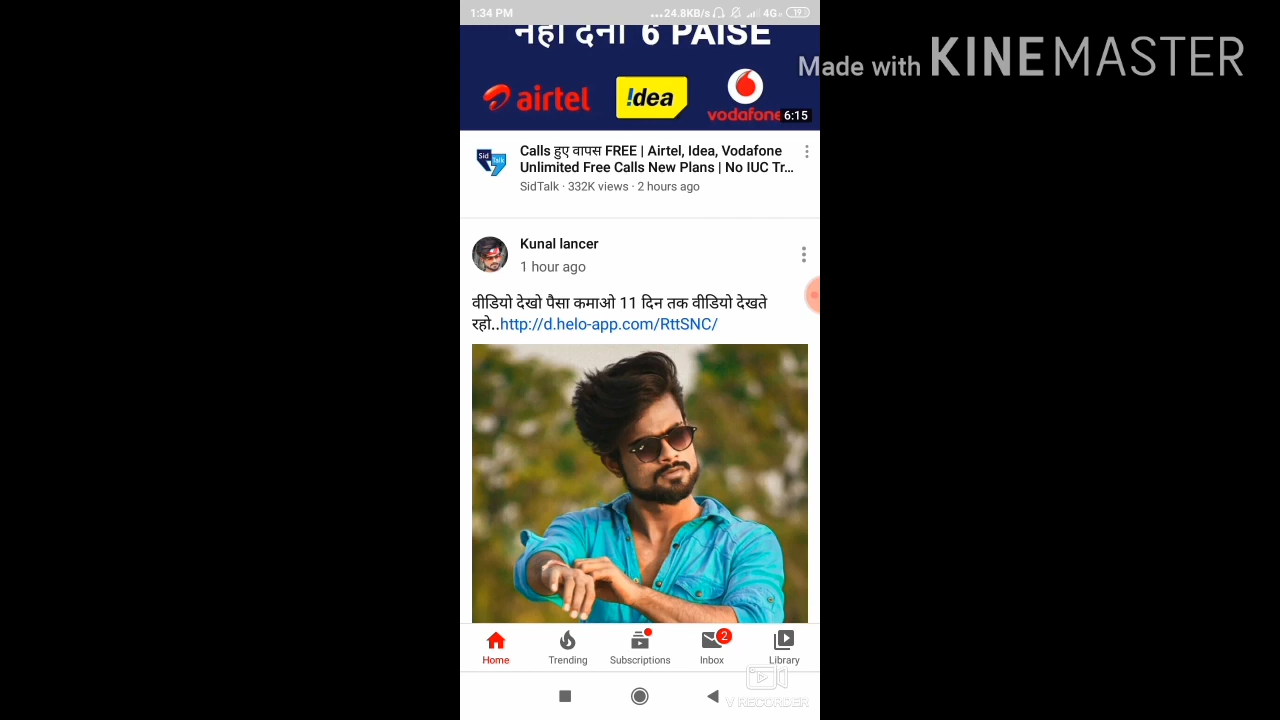 1:34 PM
...24.8KB/s 4G 19
नहीं देना 6 PAISE
Made with KINEMASTER
airtel
!dea
vodafone
6:15
Sid Talk
Calls हुए वापस FREE | Airtel, Idea, Vodafone
Unlimited Free Calls New Plans | No IUC Tr...
SidTalk · 332K views · 2 hours ago
Kunal lancer
1 hour ago
वीडियो देखो पैसा कमाओ 11 दिन तक वीडियो देखते
रहो..http://d.helo-app.com/RttSNC/
Home
Trending
Subscriptions
2
Inbox
Library
V RECORDER